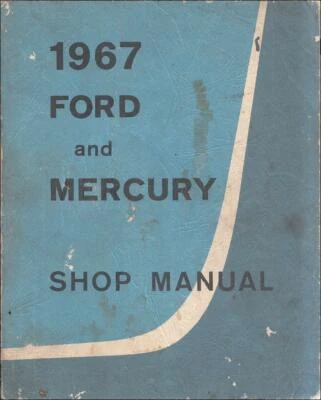 1967
FORD
and
MERCURY
SHOP MANUAL